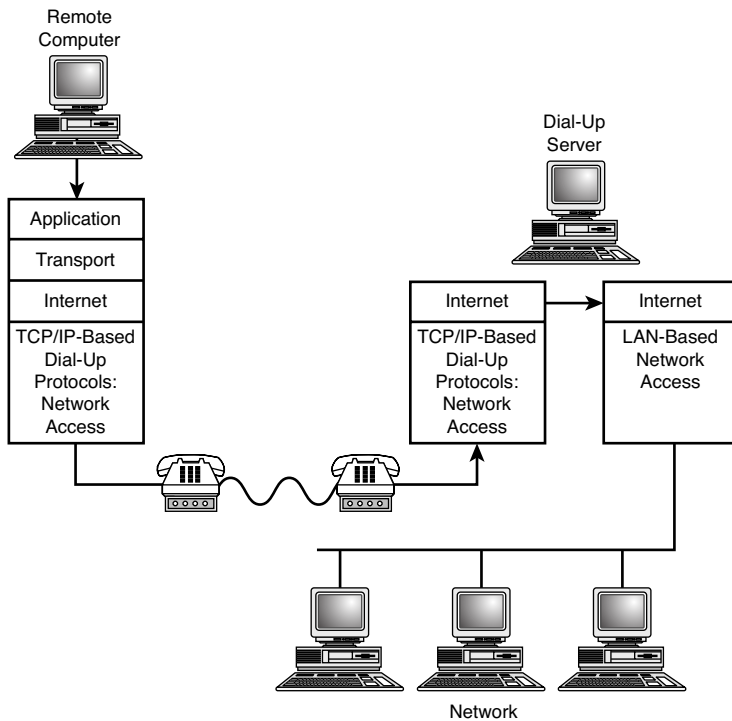 Remote
Computer
Dial-Up
Server
Application
Transport
Internet
TCP/IP-Based
Dial-Up
Protocols:
Network
Access
Internet
TCP/IP-Based
Dial-Up
Protocols:
Network
Access
Internet
LAN-Based
Network
Access
Network